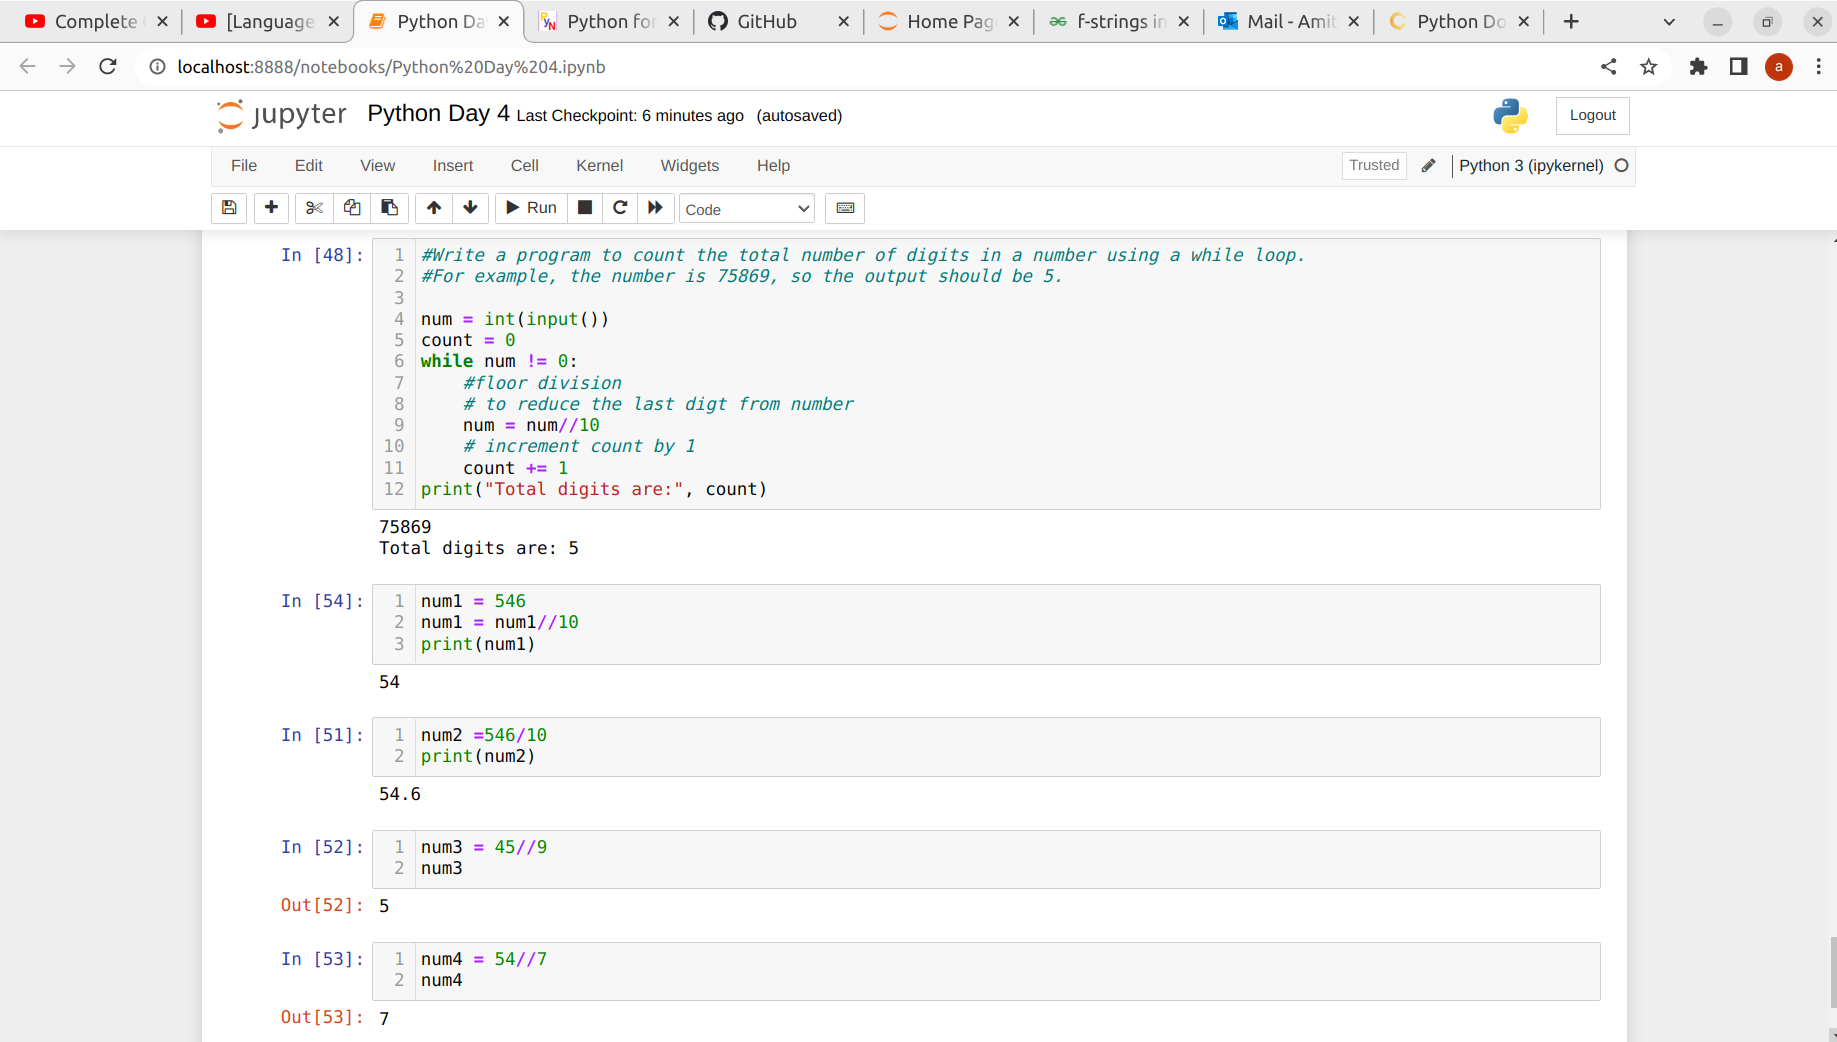 Complete
[Language
Python Da
Python for
GitHub
Home Pag
f-strings in
Mail - Amit
Python Do
localhost:8888/notebooks/Python%20Day%204.ipynb
a
jupyter Python Day 4 Last Checkpoint: 6 minutes ago (autosaved)
Logout
File Edit View Insert Cell Kernel Widgets Help
Trusted Python 3 (ipykernel)
Run Code
In [48]:
1 #Write a program to count the total number of digits in a number using a while loop.
2 #For example, the number is 75869, so the output should be 5.
3
4 num = int(input())
5 count = 0
6 while num != 0:
7     #floor division
8     # to reduce the last digt from number
9     num = num//10
10     # increment count by 1
11     count += 1
12 print("Total digits are:", count)
75869
Total digits are: 5
In [54]:
1 num1 = 546
2 num1 = num1//10
3 print(num1)
54
In [51]:
1 num2 =546/10
2 print(num2)
54.6
In [52]:
1 num3 = 45//9
2 num3
Out[52]: 5
In [53]:
1 num4 = 54//7
2 num4
Out[53]: 7